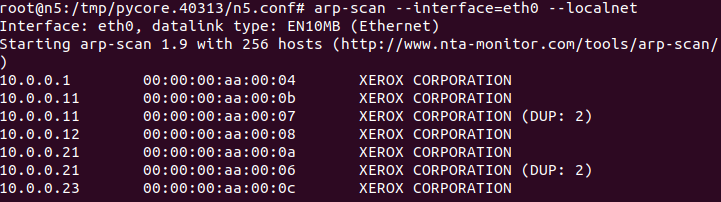 root@n5:/tmp/pycore.40313/n5.conf# arp-scan --interface=eth0 --localnet
Interface: eth0, datalink type: EN10MB (Ethernet)
Starting arp-scan 1.9 with 256 hosts (http://www.nta-monitor.com/tools/arp-scan/
)
10.0.0.1 00:00:00:aa:00:04 XEROX CORPORATION
10.0.0.11 00:00:00:aa:00:0b XEROX CORPORATION
10.0.0.11 00:00:00:aa:00:07 XEROX CORPORATION (DUP: 2)
10.0.0.12 00:00:00:aa:00:08 XEROX CORPORATION
10.0.0.21 00:00:00:aa:00:0a XEROX CORPORATION
10.0.0.21 00:00:00:aa:00:06 XEROX CORPORATION (DUP: 2)
10.0.0.23 00:00:00:aa:00:0c XEROX CORPORATION